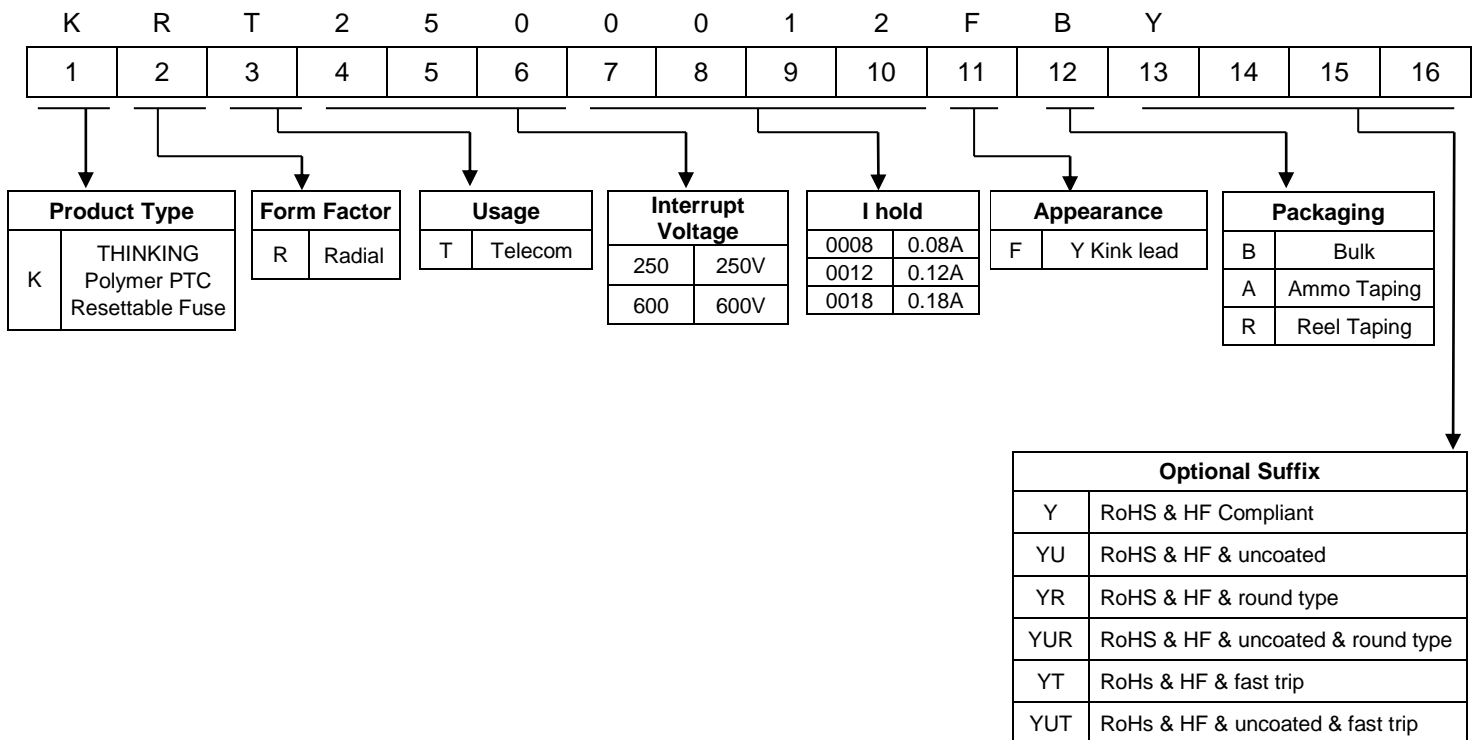 K R T 2 5 0 0 0 1 2 F B Y
1 2 3 4 5 6 7 8 9 10 11 12 13 14 15 16
Product Type
K THINKING
Polymer PTC
Resettable Fuse
Form Factor
R Radial
Usage
T Telecom
Interrupt
Voltage
250 250V
600 600V
I hold
0008 0.08A
0012 0.12A
0018 0.18A
Appearance
F Y Kink lead
Packaging
B Bulk
A Ammo Taping
R Reel Taping
Optional Suffix
Y RoHS & HF Compliant
YU RoHS & HF & uncoated
YR RoHS & HF & round type
YUR RoHS & HF & uncoated & round type
YT RoHs & HF & fast trip
YUT RoHs & HF & uncoated & fast trip